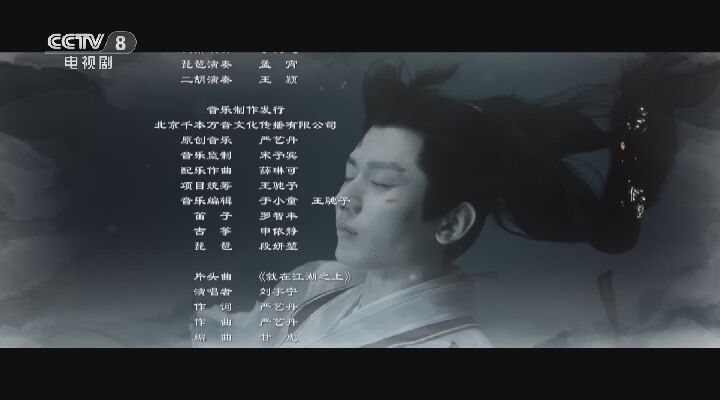 CCTV 8
电视剧
琵琶演奏 孟霄
二胡演奏 王颖
音乐制作发行
北京千本万音文化传播有限公司
原创音乐 严艺丹
音乐监制 宋予宾
配乐作曲 薛琳可
项目统筹 王驰予
音乐编辑 于小童 王驰予
笛子 罗智丰
古筝 申依静
琵琶 段妍堃
片头曲 《就在江湖之上》
演唱者 刘宇宁
作词 严艺丹
作曲 严艺丹
编曲 甘虎